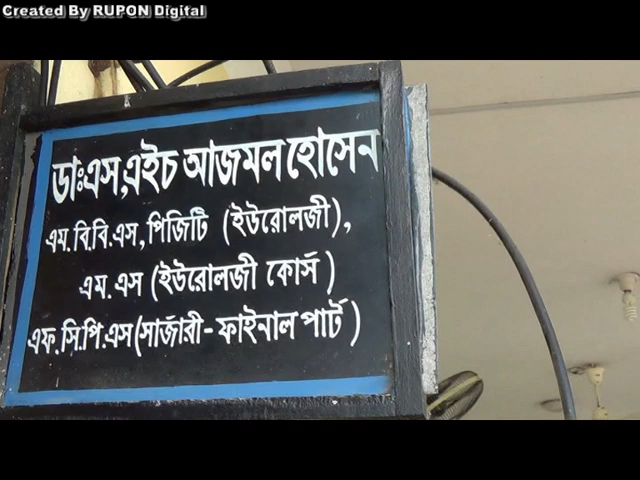 Created By RUPON Digital
ডাঃএস,এইচ আজমল হোসেন
এম.বি.বি.এস, পিজিটি (ইউরোলজী),
এম.এস (ইউরোলজী কোর্স)
এফ.সি.পি.এস(সার্জারী-ফাইনাল পার্ট)